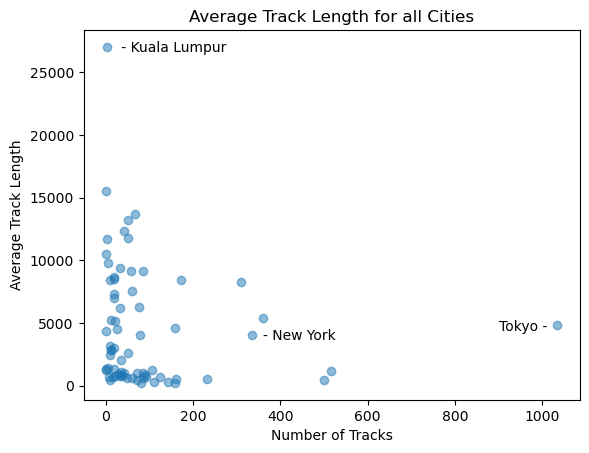 Average Track Length for all Cities
- Kuala Lumpur
25000
20000
15000
10000
5000
0
Average Track Length
- New York
Tokyo -
0 200 400 600 800 1000
Number of Tracks